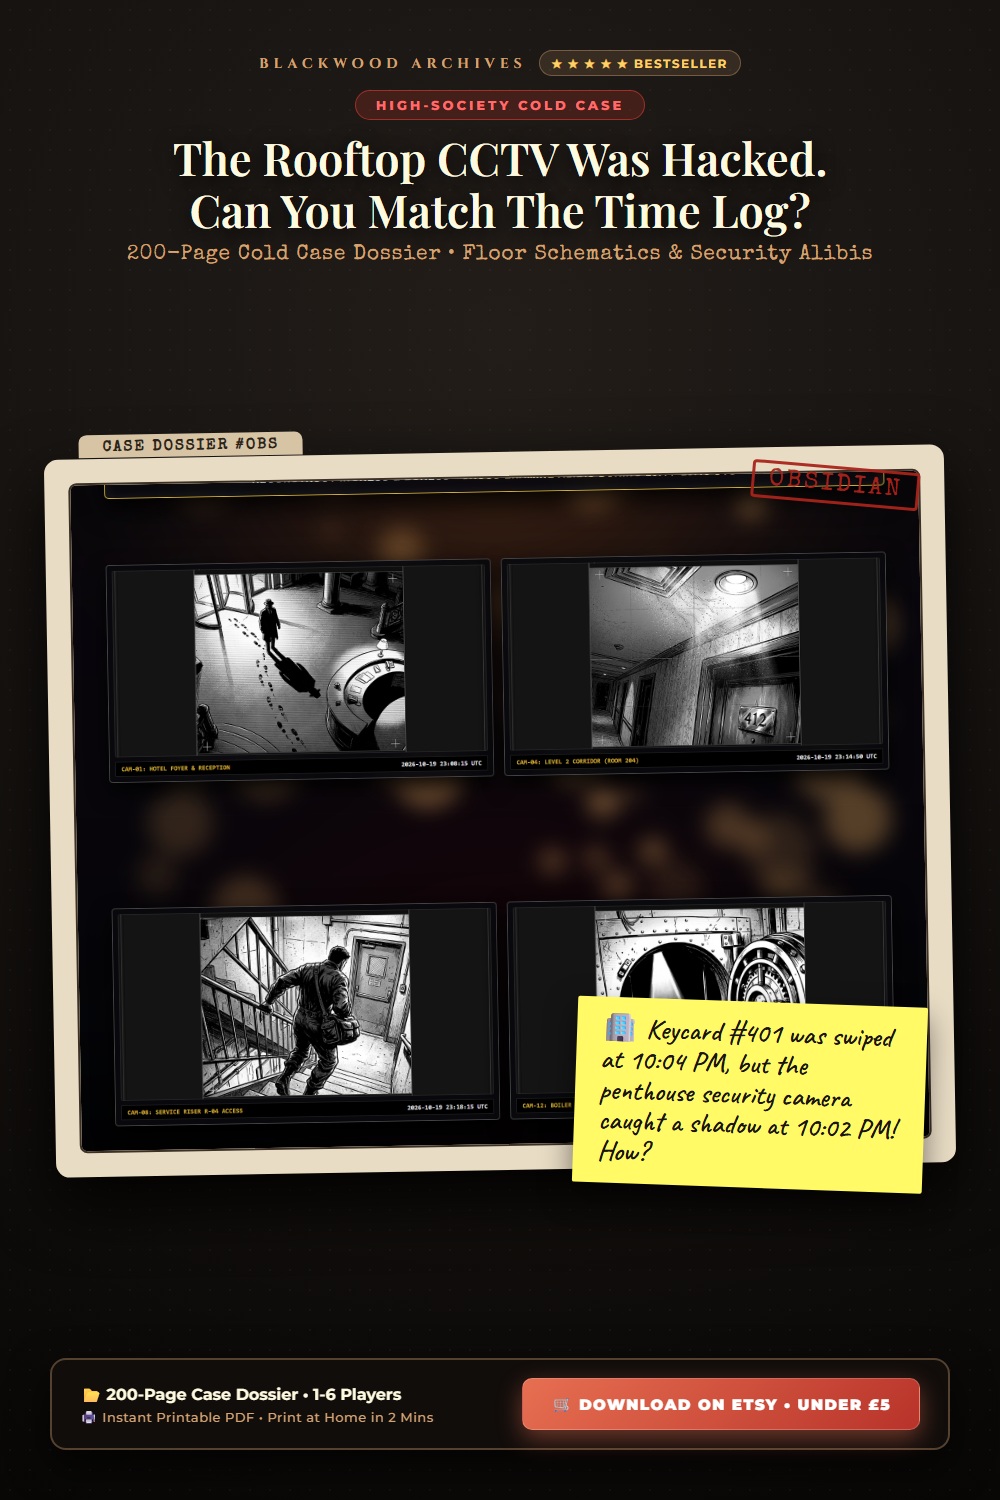 BLACKWOOD ARCHIVES ★★★★★ BESTSELLER
HIGH-SOCIETY COLD CASE
The Rooftop CCTV Was Hacked.
Can You Match The Time Log?
200-Page Cold Case Dossier • Floor Schematics & Security Alibis
CASE DOSSIER #OBS
OBSIDIAN
412
CAM-01: HOTEL FOYER & RECEPTION 2026-10-19 23:08:15 UTC
CAM-04: LEVEL 2 CORRIDOR (ROOM 204) 2026-10-19 23:14:50 UTC
CAM-08: SERVICE RISER R-04 ACCESS 2026-10-19 23:18:15 UTC
CAM-12: BOILER
🏢 Keycard #401 was swiped
at 10:04 PM, but the
penthouse security camera
caught a shadow at 10:02 PM!
How?
📂 200-Page Case Dossier • 1-6 Players
🖨️ Instant Printable PDF • Print at Home in 2 Mins
🛒 DOWNLOAD ON ETSY • UNDER £5